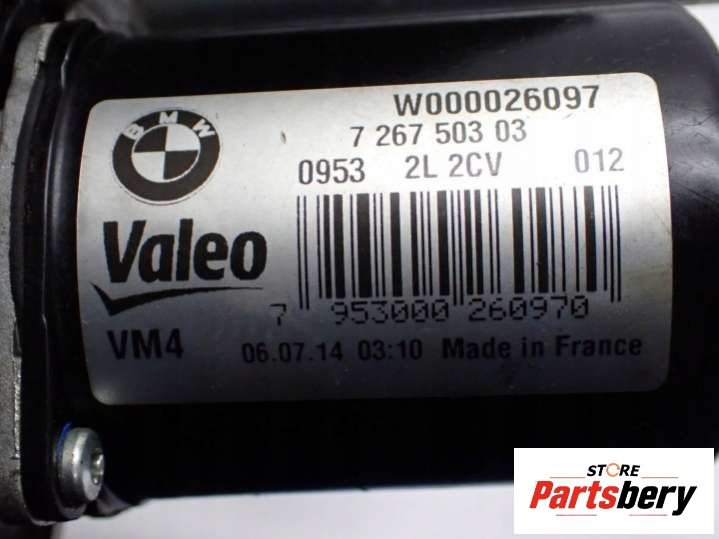 BMW
W000026097
7 267 503 03
0953 2L 2CV 012
Valeo
7 953000 260970
VM4 06.07.14 03:10 Made in France
STORE
Partsbery